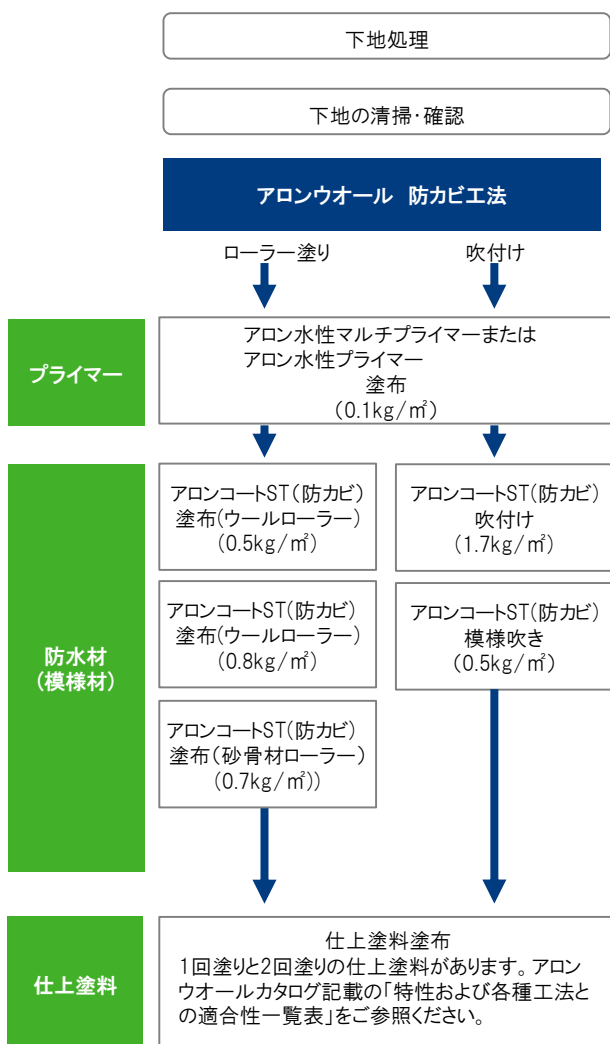 下地処理
下地の清掃・確認
アロンウオール 防カビ工法
ローラー塗り
吹付け
プライマー
アロン水性マルチプライマーまたは
アロン水性プライマー
塗布
(0.1kg/㎡)
防水材
(模様材)
アロンコートST(防カビ)
塗布(ウールローラー)
(0.5kg/㎡)
アロンコートST(防カビ)
吹付け
(1.7kg/㎡)
アロンコートST(防カビ)
塗布(ウールローラー)
(0.8kg/㎡)
アロンコートST(防カビ)
模様吹き
(0.5kg/㎡)
アロンコートST(防カビ)
塗布(砂骨材ローラー)
(0.7kg/㎡))
仕上塗料
仕上塗料塗布
1回塗りと2回塗りの仕上塗料があります。アロン
ウオールカタログ記載の「特性および各種工法と
の適合性一覧表」をご参照ください。